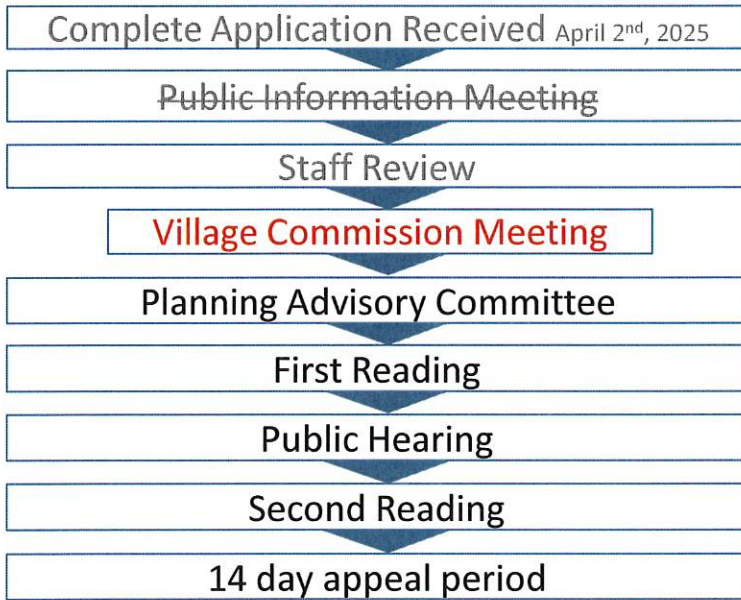 Complete Application Received April 2nd, 2025
Public Information Meeting
Staff Review
Village Commission Meeting
Planning Advisory Committee
First Reading
Public Hearing
Second Reading
14 day appeal period